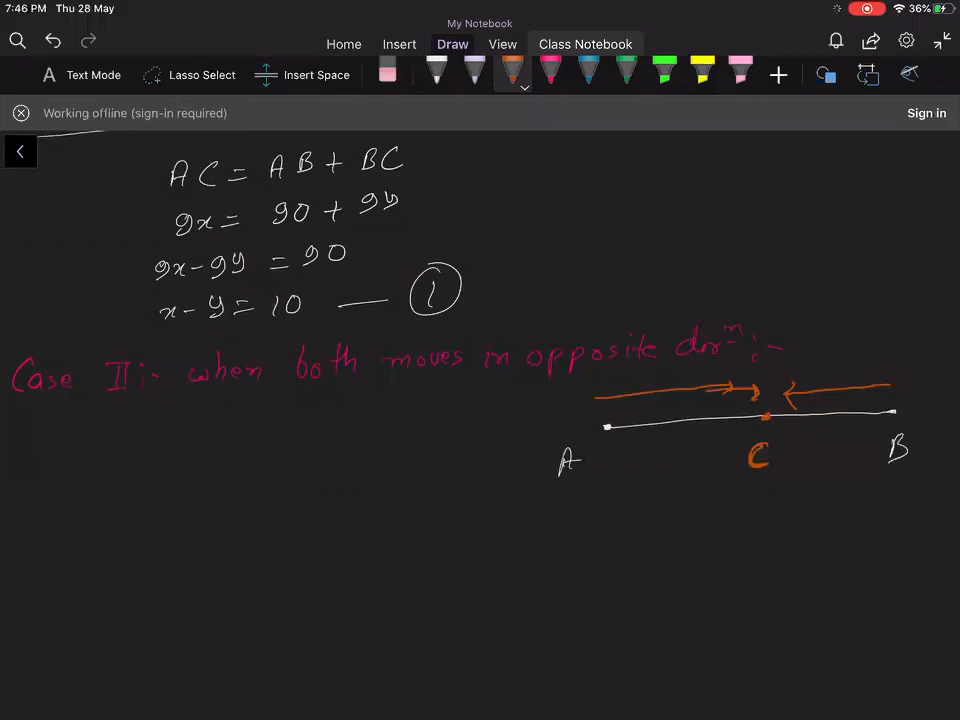 7:46 PM Thu 28 May
36%
My Notebook
Home Insert Draw View Class Notebook
A Text Mode Lasso Select Insert Space
Working offline (sign-in required) Sign in
AC = AB + BC
9x = 90 + 9y
9x - 9y = 90
x - y = 10 — 1
Case II :- when both moves in opposite dirⁿ :-
A C B